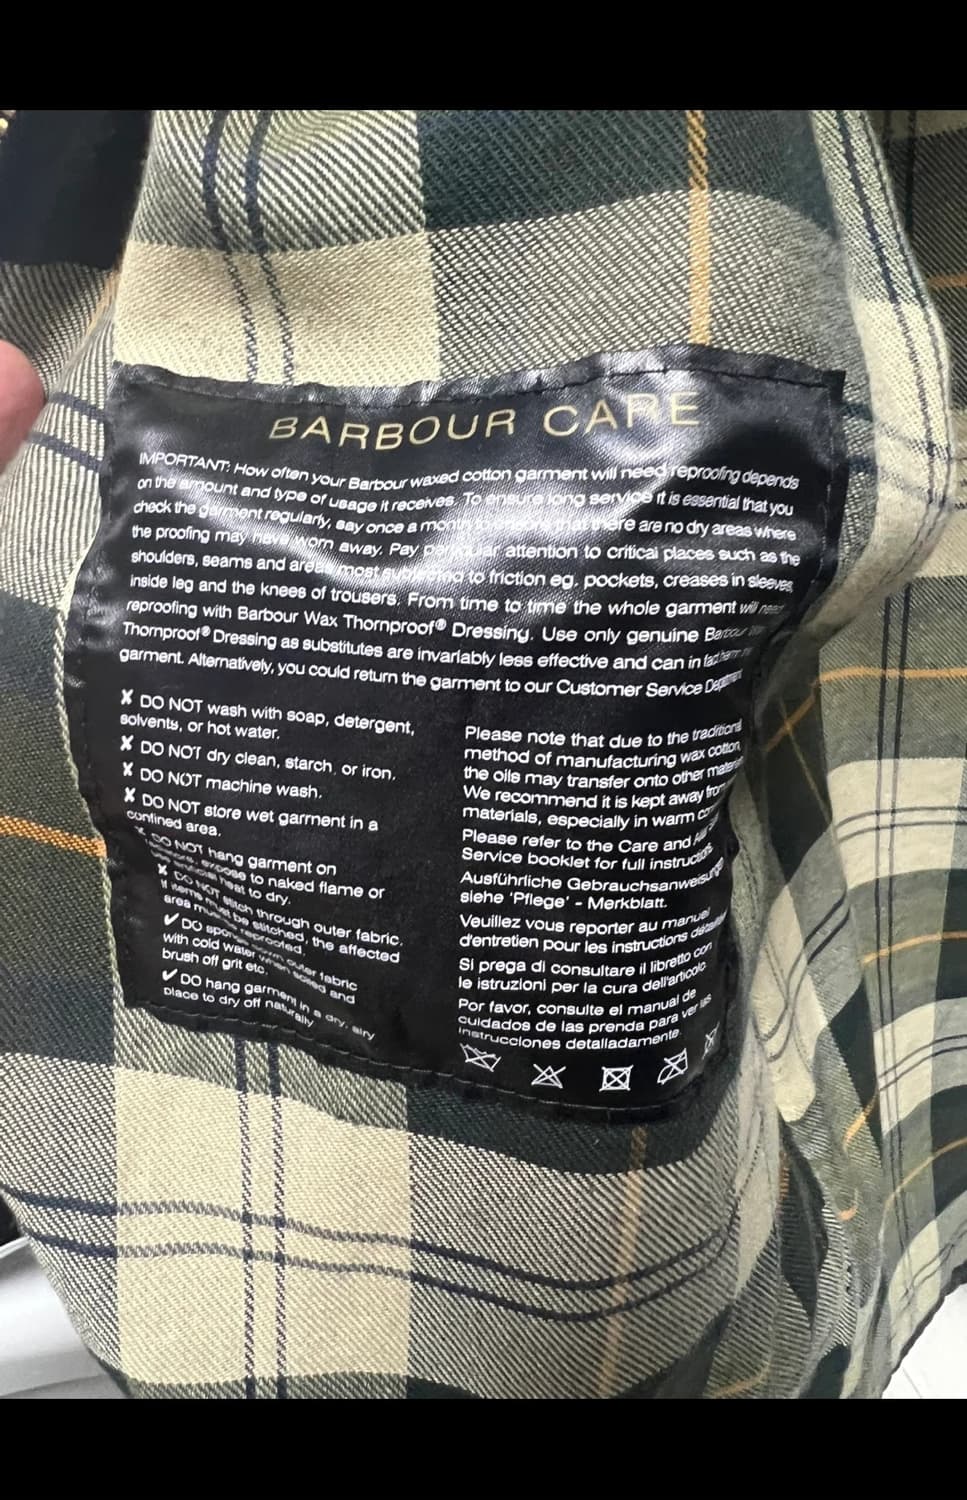 BARBOUR CARE
IMPORTANT: How often your Barbour waxed cotton garment will need reproofing depends
on the amount and type of usage it receives. To ensure long service it is essential that you
check the garment regularly, say once a month to ensure that there are no dry areas where
the proofing may have worn away. Pay particular attention to critical places such as the
shoulders, seams and areas most subjected to friction eg. pockets, creases in sleeves,
inside leg and the knees of trousers. From time to time the whole garment will need
reproofing with Barbour Wax Thornproof® Dressing. Use only genuine Barbour
Thornproof® Dressing as substitutes are invariably less effective and can in fact
garment. Alternatively, you could return the garment to our Customer Service Department
✘ DO NOT wash with soap, detergent,
solvents, or hot water.
✘ DO NOT dry clean, starch, or iron.
✘ DO NOT machine wash.
✘ DO NOT store wet garment in a
confined area.
✘ DO NOT hang garment on
expose to naked flame or
use artificial heat to dry.
✘ DO NOT stitch through outer fabric.
If items must be stitched, the affected
area must be reproofed.
✔ DO sponge down outer fabric
with cold water when soiled and
brush off grit etc.
✔ DO hang garment in a dry, airy
place to dry off naturally
Please note that due to the traditional
method of manufacturing wax cotton,
the oils may transfer onto other
We recommend it is kept away from
materials, especially in warm
Please refer to the Care and
Service booklet for full
Ausführliche Gebrauchsanweisung
siehe 'Pflege' - Merkblatt.
Veuillez vous reporter au manuel
d'entretien pour les instructions
Si prega di consultare il libretto con
le istruzioni per la cura dell'articolo
Por favor, consulte el manual de
cuidados de las prenda para ver las
instrucciones detalladamente.